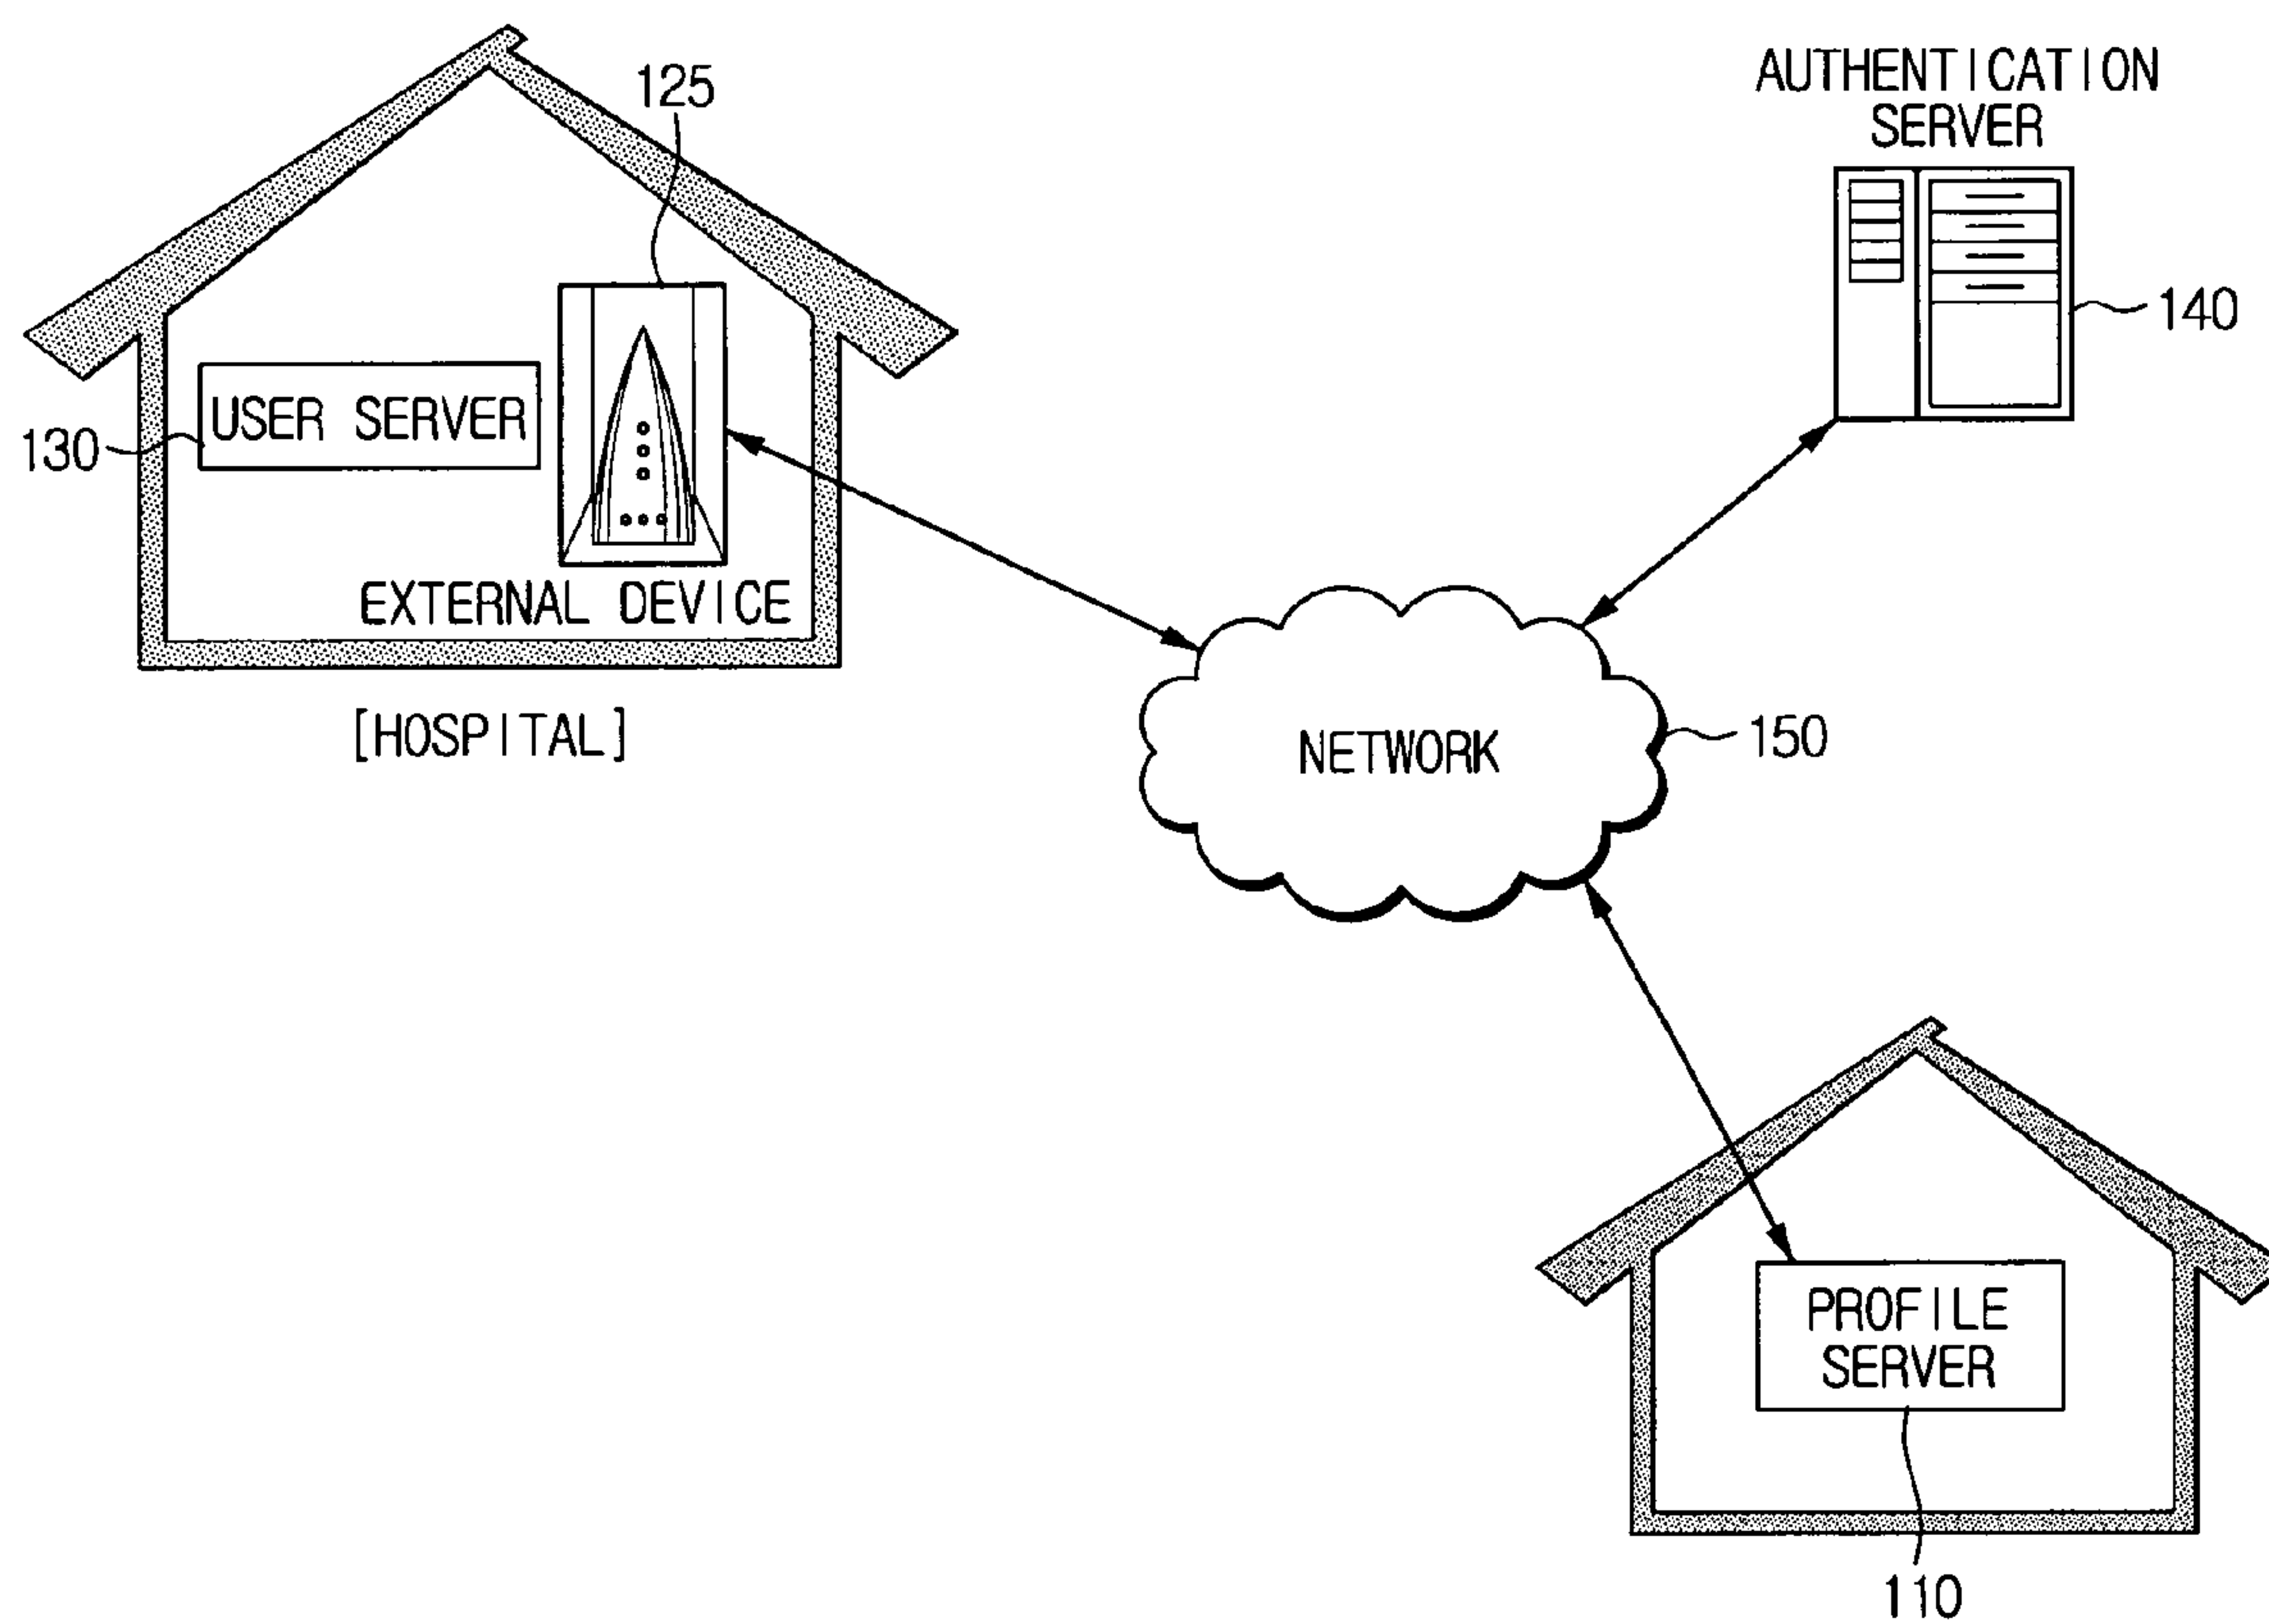 125
AUTHENTICATION
SERVER
140
USER SERVER
130
EXTERNAL DEVICE
[HOSPITAL]
NETWORK
150
PROFILE
SERVER
110